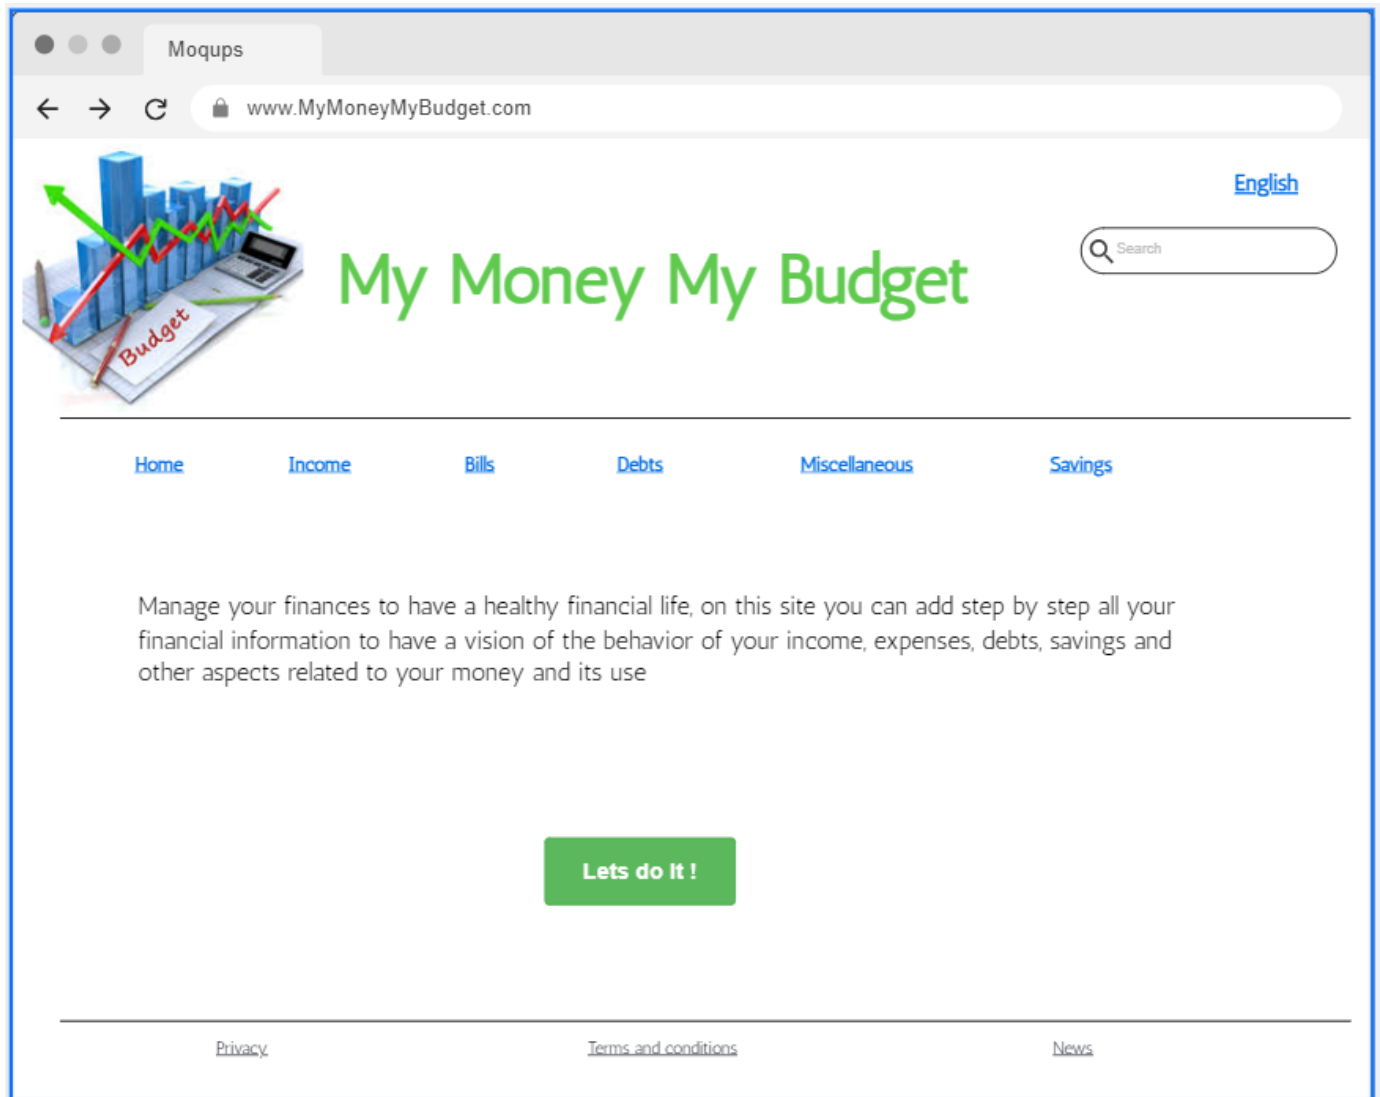 Moqups
www.MyMoneyMyBudget.com
English
Search
My Money My Budget
Budget
Home Income Bills Debts Miscellaneous Savings
Manage your finances to have a healthy financial life, on this site you can add step by step all your
financial information to have a vision of the behavior of your income, expenses, debts, savings and
other aspects related to your money and its use
Lets do It !
Privacy Terms and conditions News